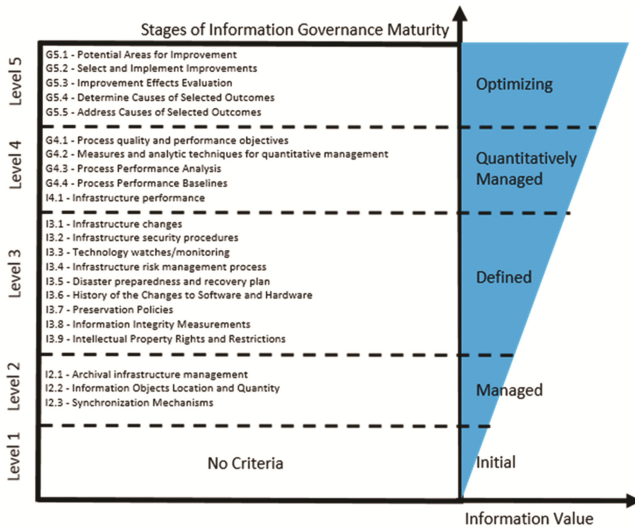 Stages of Information Governance Maturity
Level 5
G5.1 - Potential Areas for Improvement
G5.2 - Select and Implement Improvements
G5.3 - Improvement Effects Evaluation
G5.4 - Determine Causes of Selected Outcomes
G5.5 - Address Causes of Selected Outcomes
Optimizing
Level 4
G4.1 - Process quality and performance objectives
G4.2 - Measures and analytic techniques for quantitative management
G4.3 - Process Performance Analysis
G4.4 - Process Performance Baselines
I4.1 - Infrastructure performance
Quantitatively
Managed
Level 3
I3.1 - Infrastructure changes
I3.2 - Infrastructure security procedures
I3.3 - Technology watches/monitoring
I3.4 - Infrastructure risk management process
I3.5 - Disaster preparedness and recovery plan
I3.6 - History of the Changes to Software and Hardware
I3.7 - Preservation Policies
I3.8 - Information Integrity Measurements
I3.9 - Intellectual Property Rights and Restrictions
Defined
Level 2
I2.1 - Archival infrastructure management
I2.2 - Information Objects Location and Quantity
I2.3 - Synchronization Mechanisms
Managed
Level 1
No Criteria
Initial
Information Value